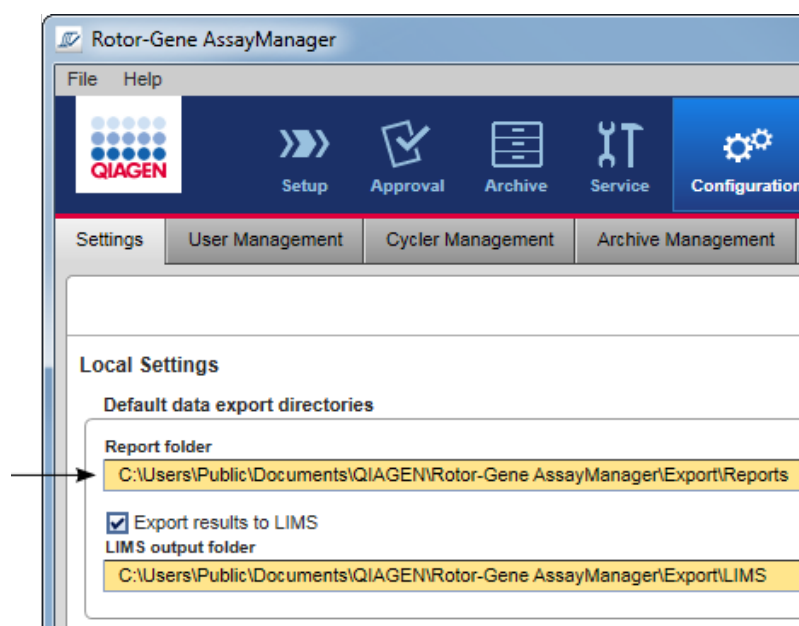 Rotor-Gene AssayManager
File Help
QIAGEN
Setup Approval Archive Service Configuration
Settings User Management Cycler Management Archive Management
Local Settings
Default data export directories
Report folder
C:\Users\Public\Documents\QIAGEN\Rotor-Gene AssayManager\Export\Reports
Export results to LIMS
LIMS output folder
C:\Users\Public\Documents\QIAGEN\Rotor-Gene AssayManager\Export\LIMS